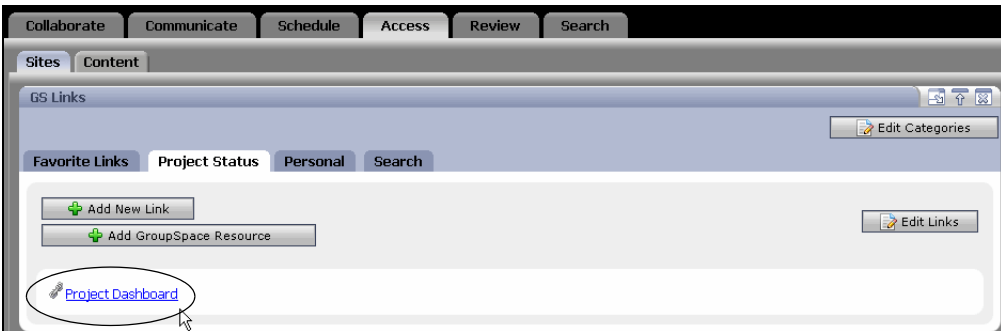 Collaborate Communicate Schedule Access Review Search
Sites Content
GS Links
Edit Categories
Favorite Links Project Status Personal Search
Add New Link
Add GroupSpace Resource
Edit Links
Project Dashboard